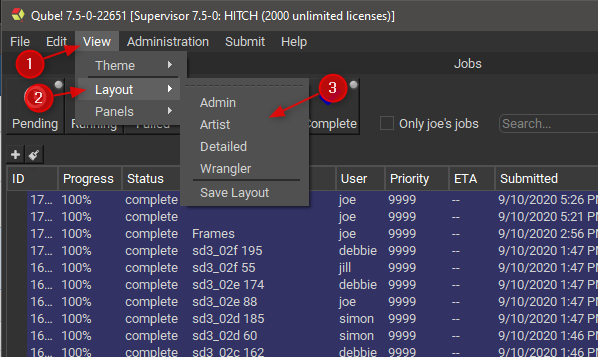 Qube! 7.5-0-22651 [Supervisor 7.5-0: HITCH (2000 unlimited licenses)]
File Edit View Administration Submit Help
1
Theme
Jobs
2
Layout
3
Panels
Admin
Artist
Detailed
Wrangler
Save Layout
Pending Running Failed Complete
Only joe's jobs
Search...
ID Progress Status User Priority ETA Submitted
17... 100% complete joe 9999 -- 9/10/2020 5:26 PM
17... 100% complete joe 9999 -- 9/10/2020 5:21 PM
17... 100% complete Frames joe 9999 -- 9/10/2020 2:56 PM
17... 100% complete sd3_02f 195 debbie 9999 -- 9/10/2020 1:47 PM
16... 100% complete sd3_02f 55 jill 9999 -- 9/10/2020 1:47 PM
16... 100% complete sd3_02e 174 debbie 9999 -- 9/10/2020 1:47 PM
16... 100% complete sd3_02e 88 joe 9999 -- 9/10/2020 1:47 PM
16... 100% complete sd3_02d 185 simon 9999 -- 9/10/2020 1:47 PM
16... 100% complete sd3_02d 60 simon 9999 -- 9/10/2020 1:46 PM
16... 100% complete sd3_02c 162 debbie 9999 -- 9/10/2020 1:46 PM